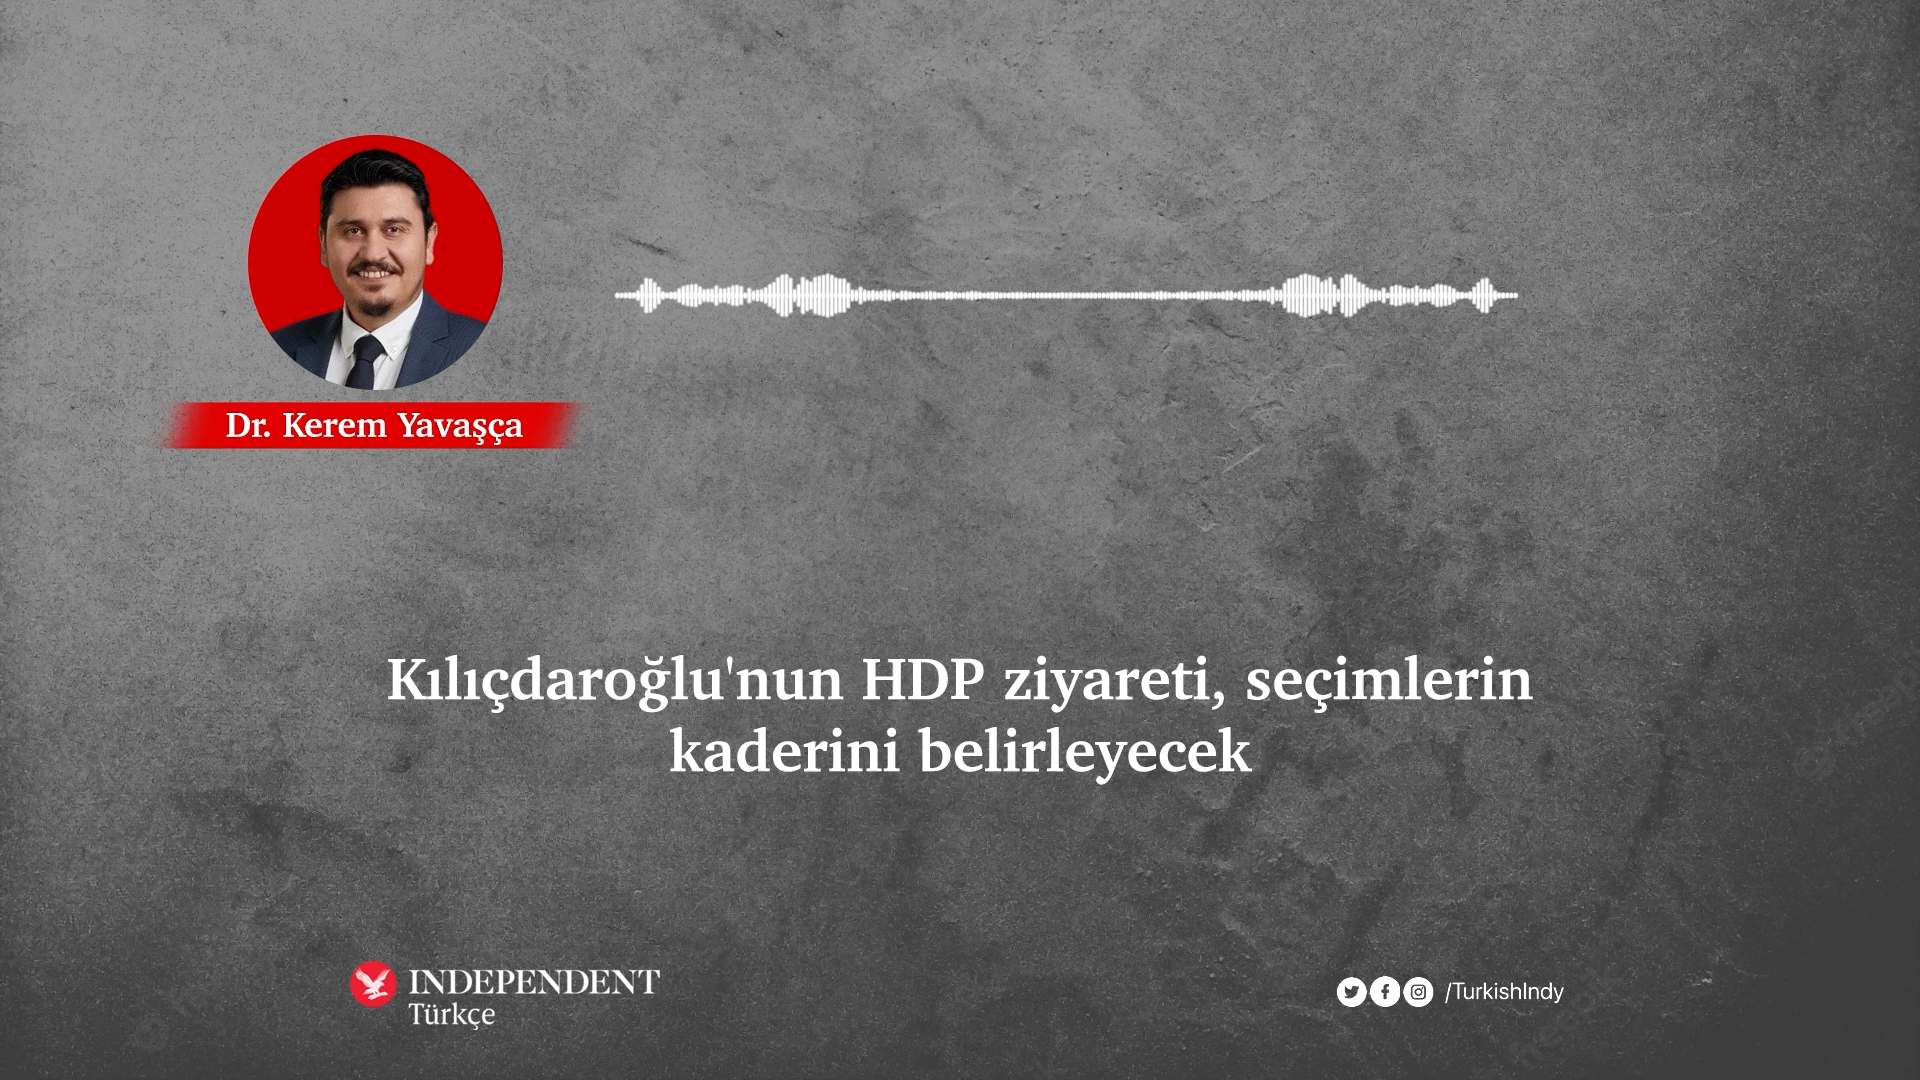 Dr. Kerem Yavaşça
Kılıçdaroğlu'nun HDP ziyareti, seçimlerin
kaderini belirleyecek
INDEPENDENT
Türkçe
/TurkishIndy